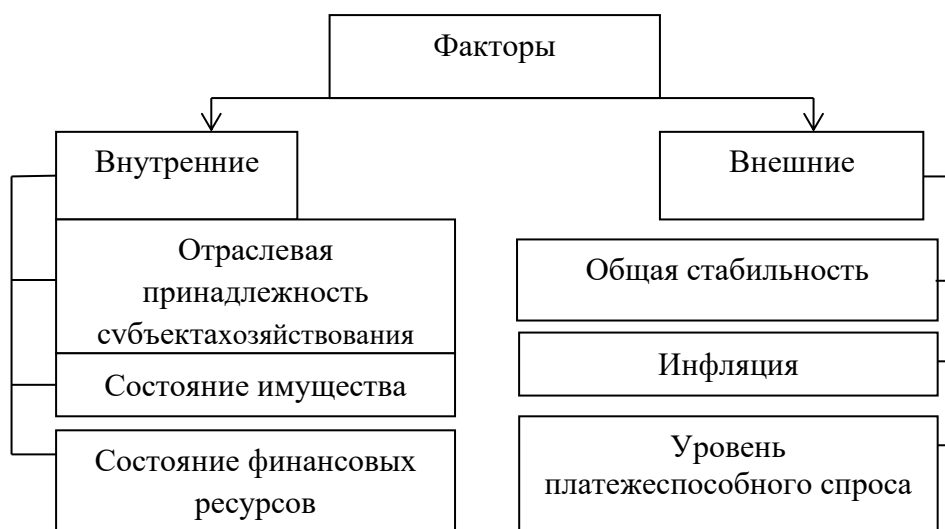 Факторы
Внутренние
Внешние
Отраслевая
принадлежность
субъектахозяйствования
Состояние имущества
Состояние финансовых
ресурсов
Общая стабильность
Инфляция
Уровень
платежеспособного спроса